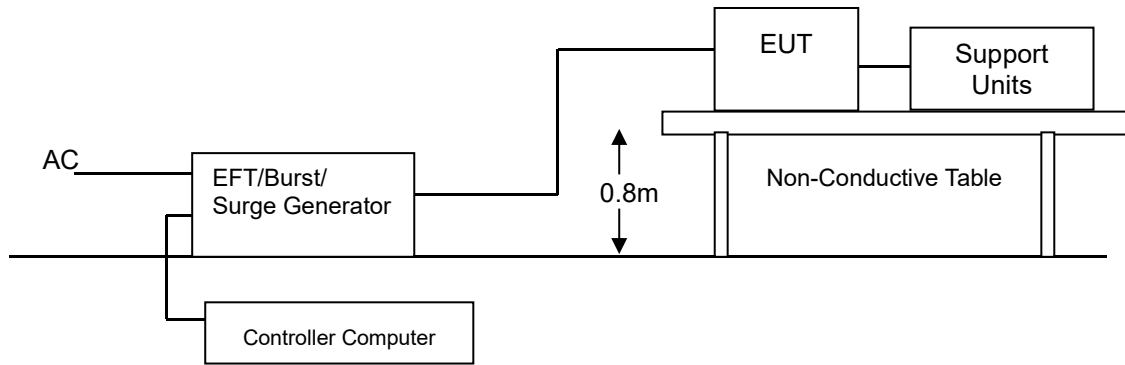 EUT
Support
Units
AC
EFT/Burst/
Surge Generator
0.8m
Non-Conductive Table
Controller Computer